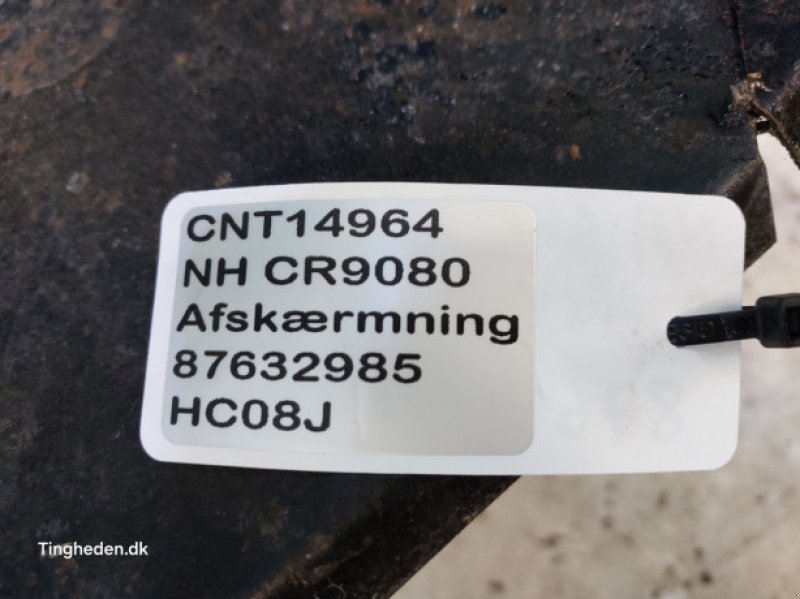 CNT14964
NH CR9080
Afskærmning
87632985
HC08J
Tingheden.dk